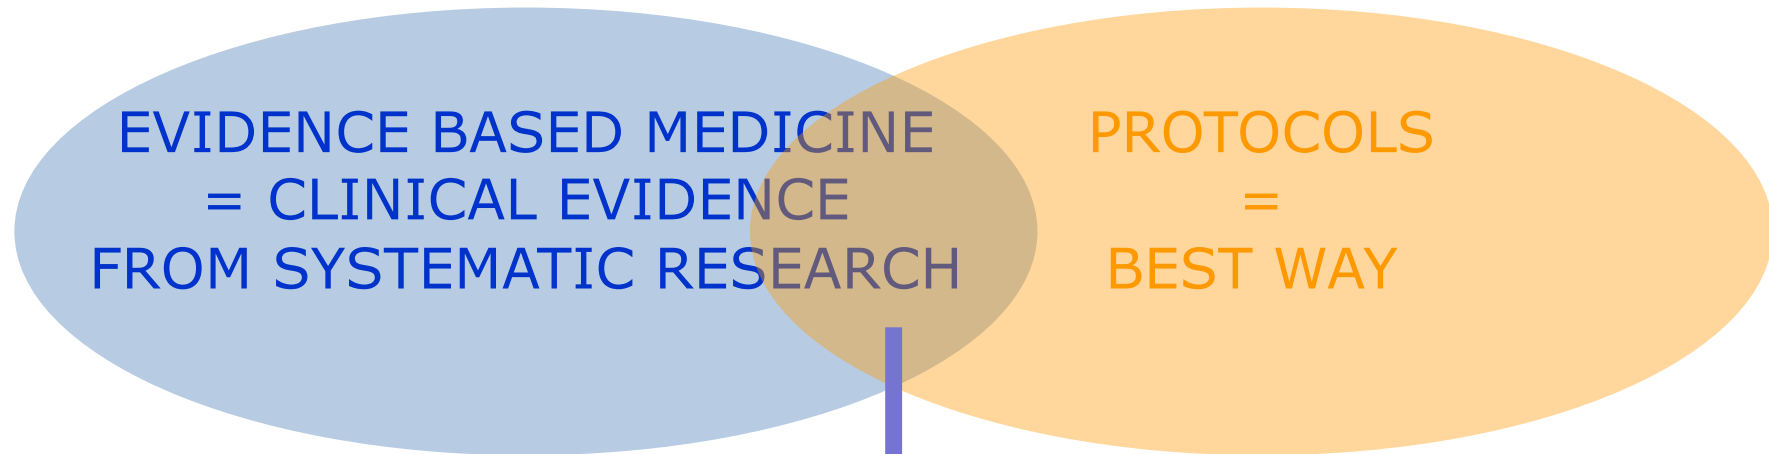 EVIDENCE BASED MEDICINE
= CLINICAL EVIDENCE
FROM SYSTEMATIC RESEARCH
PROTOCOLS
=
BEST WAY